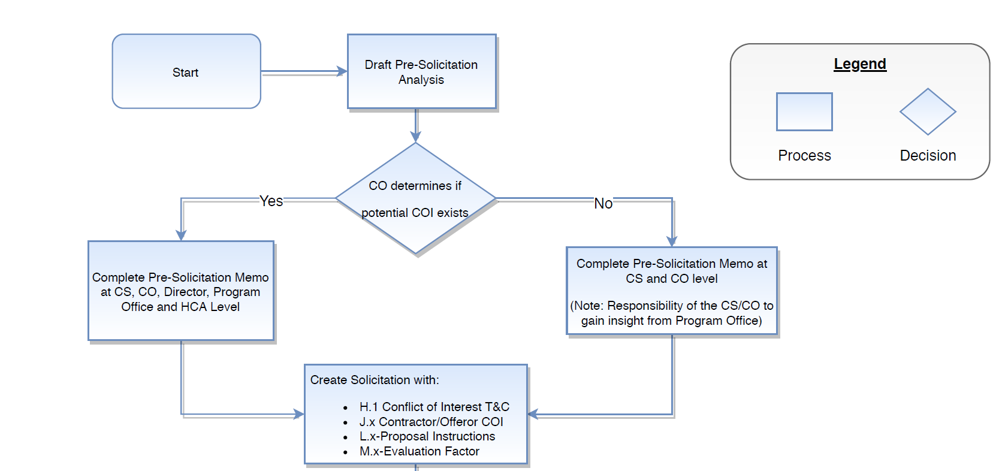 Start
Draft Pre-Solicitation
Analysis
Legend
Process
Decision
CO determines if
potential COI exists
Yes
No
Complete Pre-Solicitation Memo
at CS, CO, Director, Program
Office and HCA Level
Complete Pre-Solicitation Memo at
CS and CO level
(Note: Responsibility of the CS/CO to
gain insight from Program Office)
Create Solicitation with:
• H.1 Conflict of Interest T&C
• J.x Contractor/Offeror COI
• L.x-Proposal Instructions
• M.x-Evaluation Factor